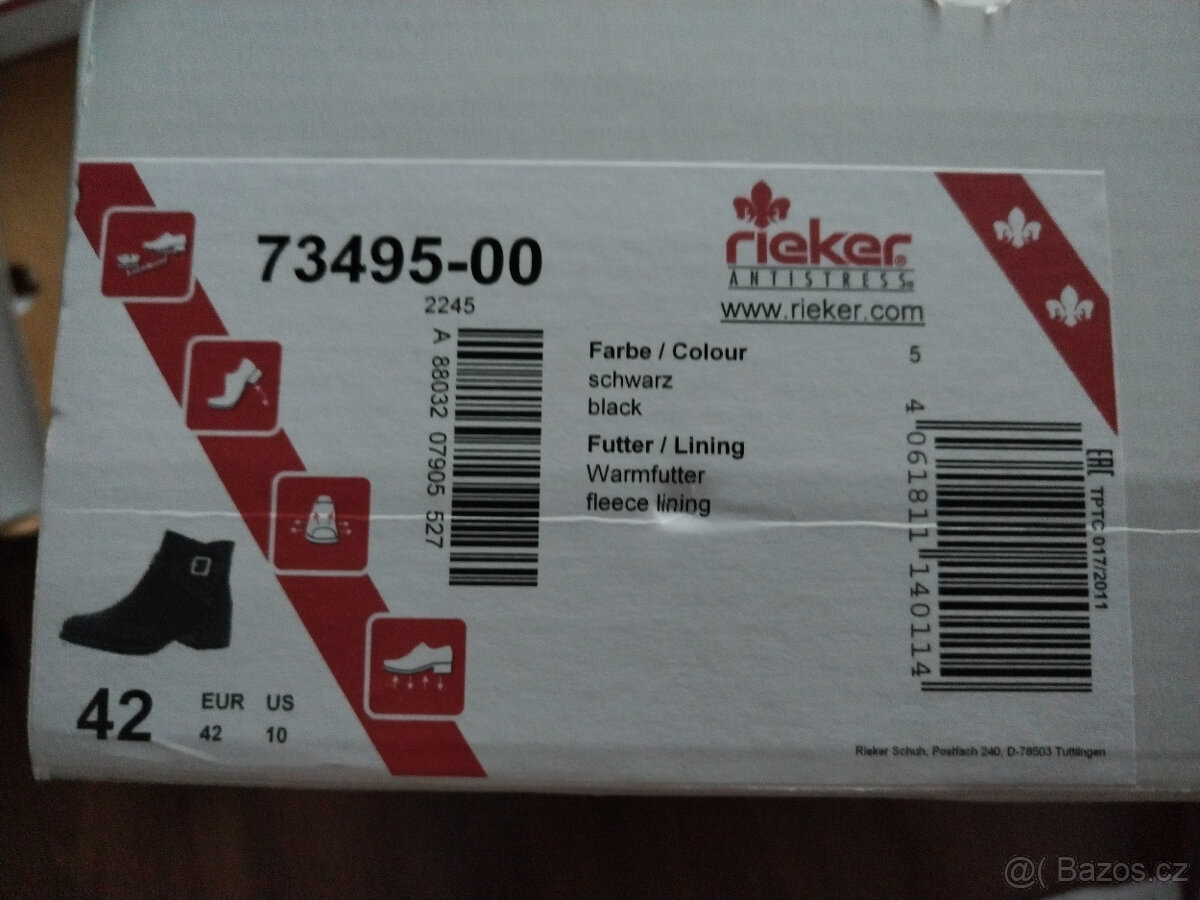 73495-00
2245
A 88032 07905 527
rieker®
ANTISTRESS
www.rieker.com
Farbe / Colour
schwarz
black
5
Futter / Lining
Warmfutter
fleece lining
4 061811 140114
EAC TPTC 017/2011
42
EUR US
42 10
Rieker Schuh, Postfach 240, D-78503 Tuttlingen
@( Bazos.cz